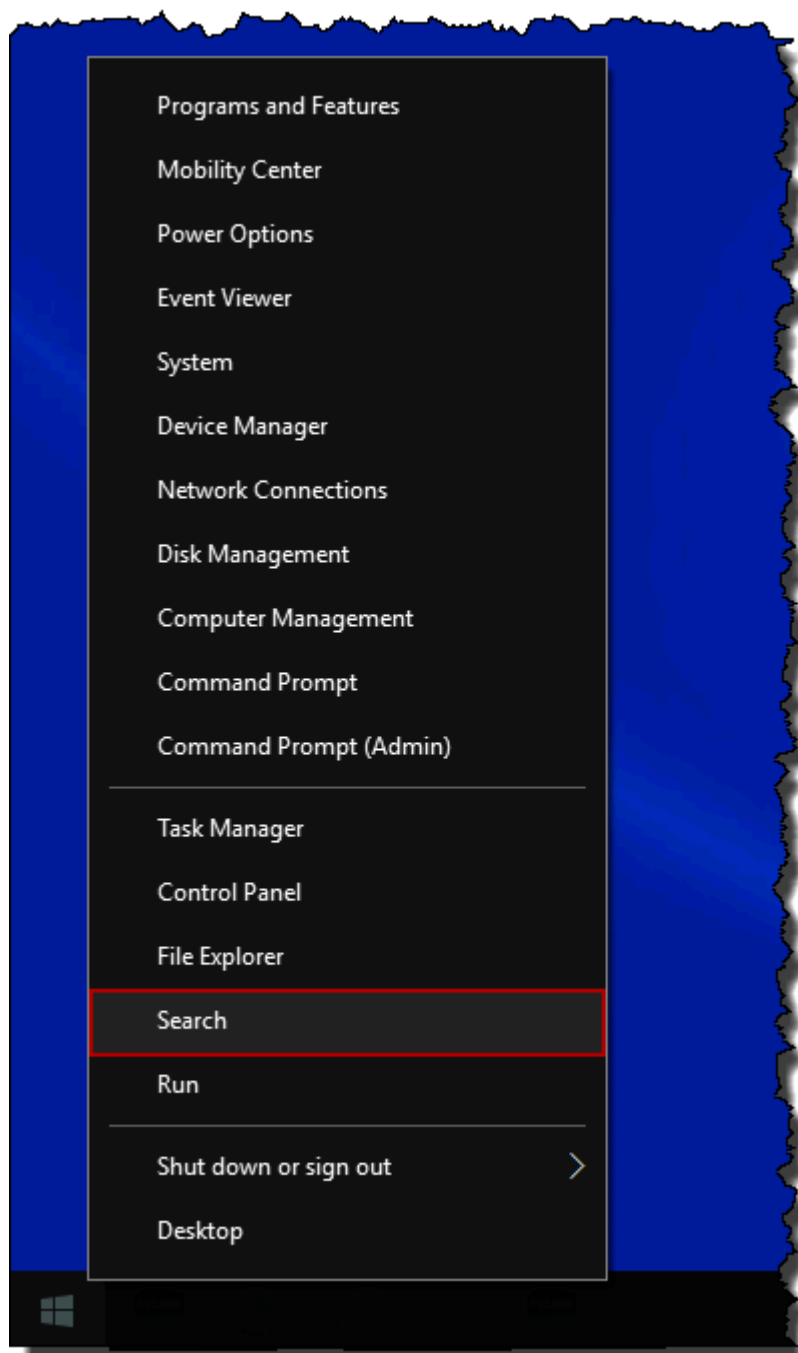 Programs and Features
Mobility Center
Power Options
Event Viewer
System
Device Manager
Network Connections
Disk Management
Computer Management
Command Prompt
Command Prompt (Admin)
Task Manager
Control Panel
File Explorer
Search
Run
Shut down or sign out
Desktop